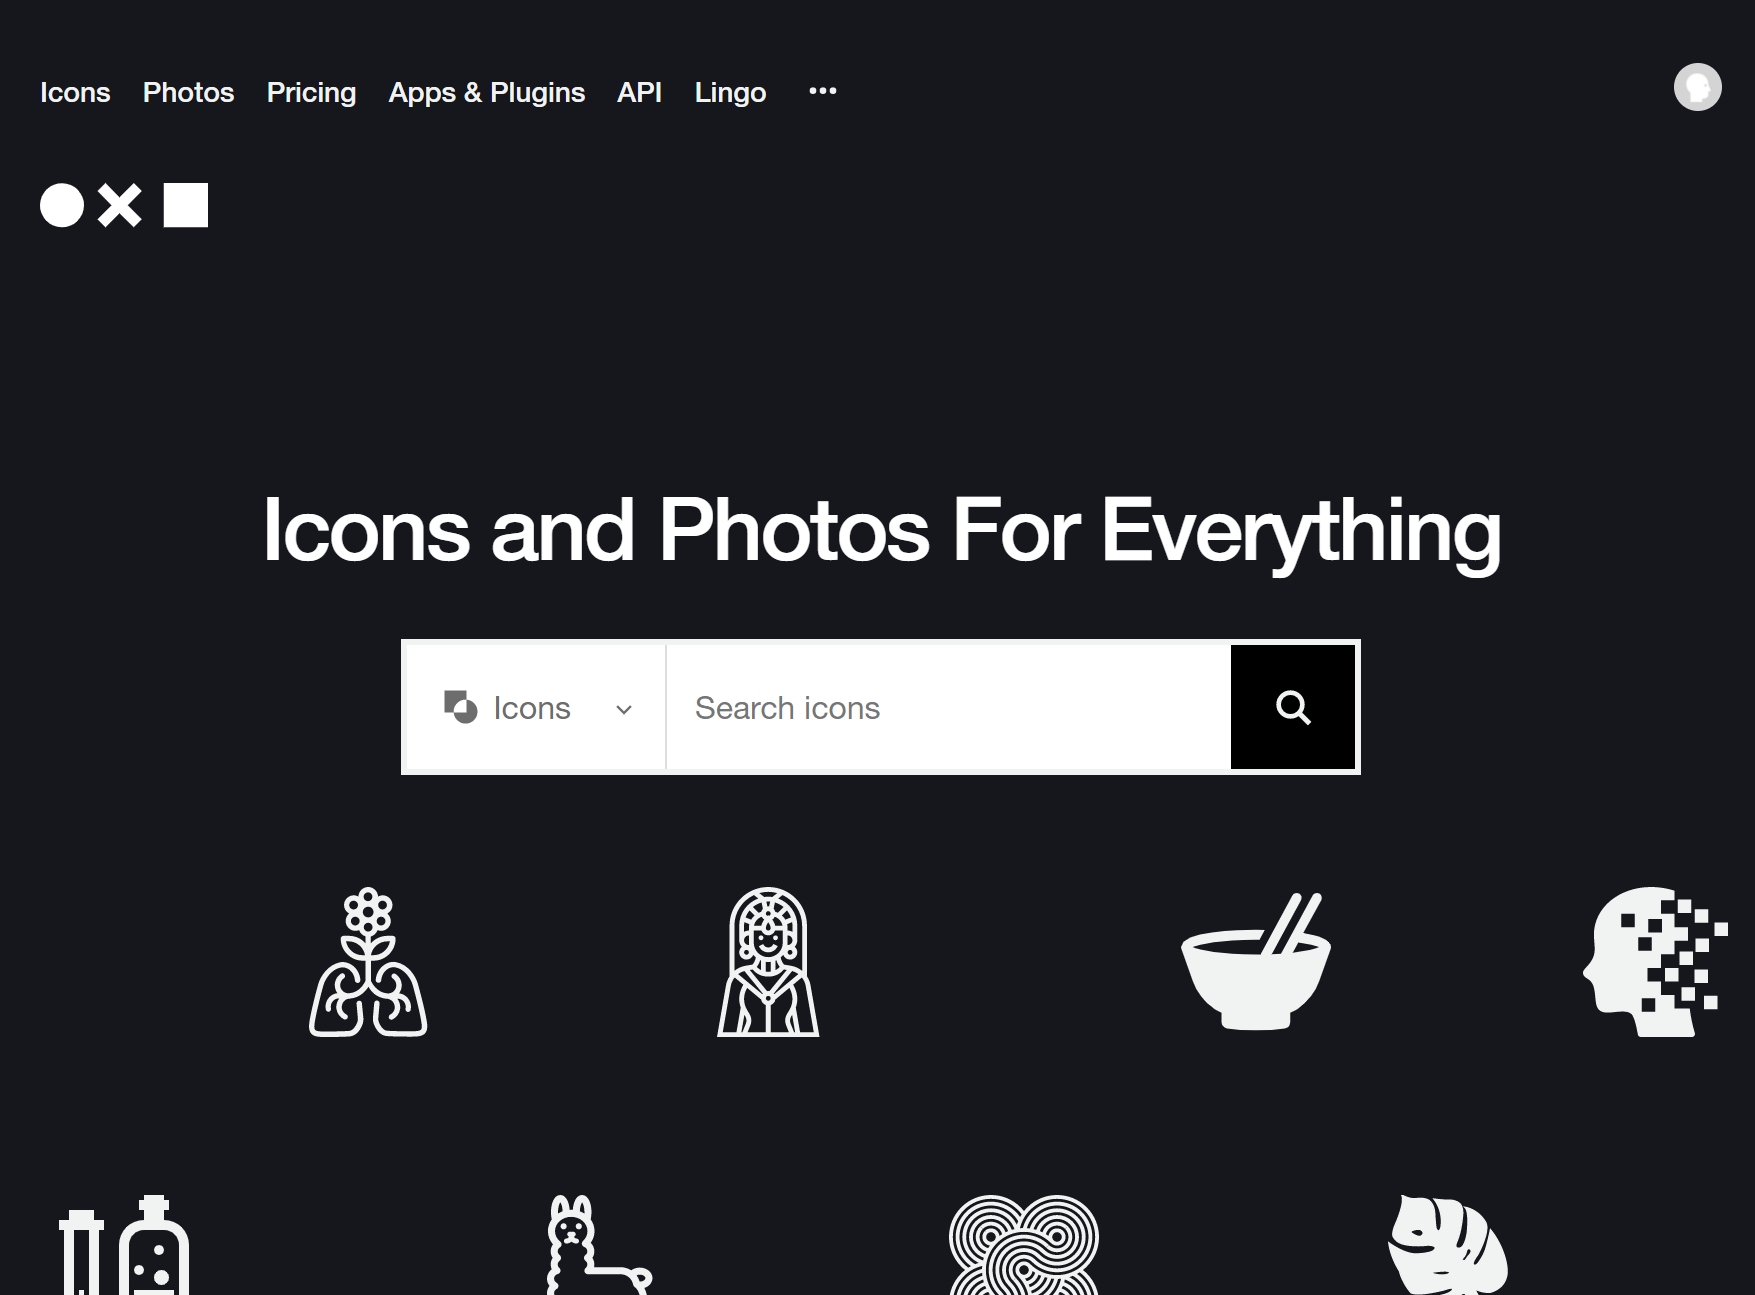 Icons Photos Pricing Apps & Plugins API Lingo
Icons and Photos For Everything
Icons Search icons